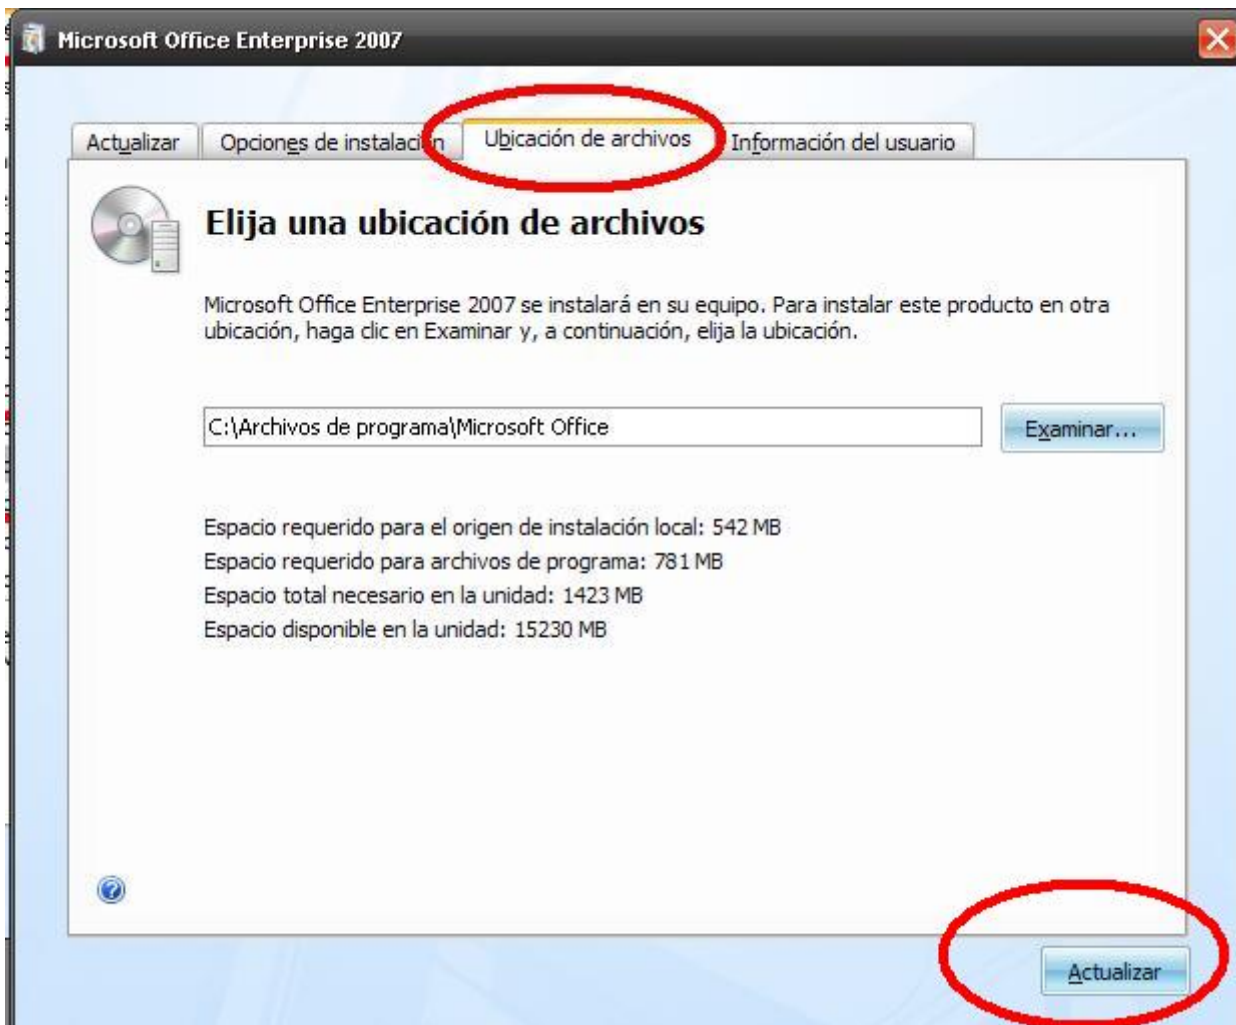 Microsoft Office Enterprise 2007
Actualizar
Opciones de instalación
Ubicación de archivos
Información del usuario
Elija una ubicación de archivos
Microsoft Office Enterprise 2007 se instalará en su equipo. Para instalar este producto en otra
ubicación, haga clic en Examinar y, a continuación, elija la ubicación.
C:\Archivos de programa\Microsoft Office
Examinar...
Espacio requerido para el origen de instalación local: 542 MB
Espacio requerido para archivos de programa: 781 MB
Espacio total necesario en la unidad: 1423 MB
Espacio disponible en la unidad: 15230 MB
Actualizar